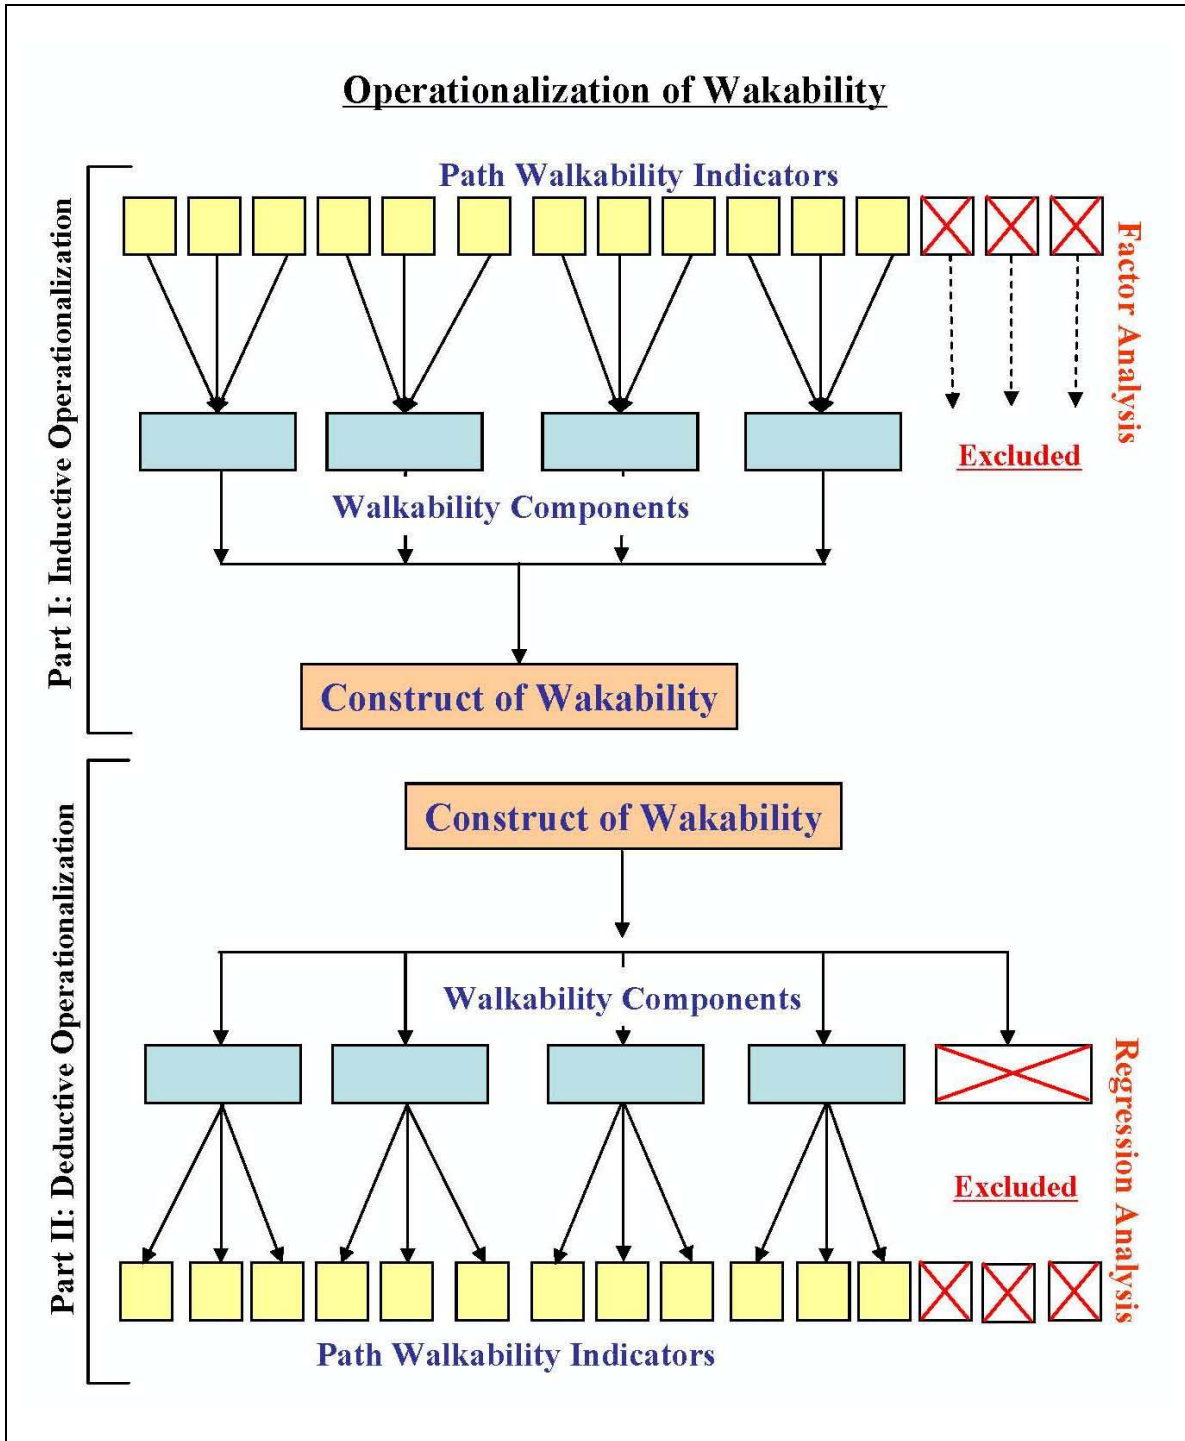 Operationalization of Wakability
Part I: Inductive Operationalization
Path Walkability Indicators
Factor Analysis
Excluded
Walkability Components
Construct of Wakability
Part II: Deductive Operationalization
Construct of Wakability
Walkability Components
Regression Analysis
Excluded
Path Walkability Indicators